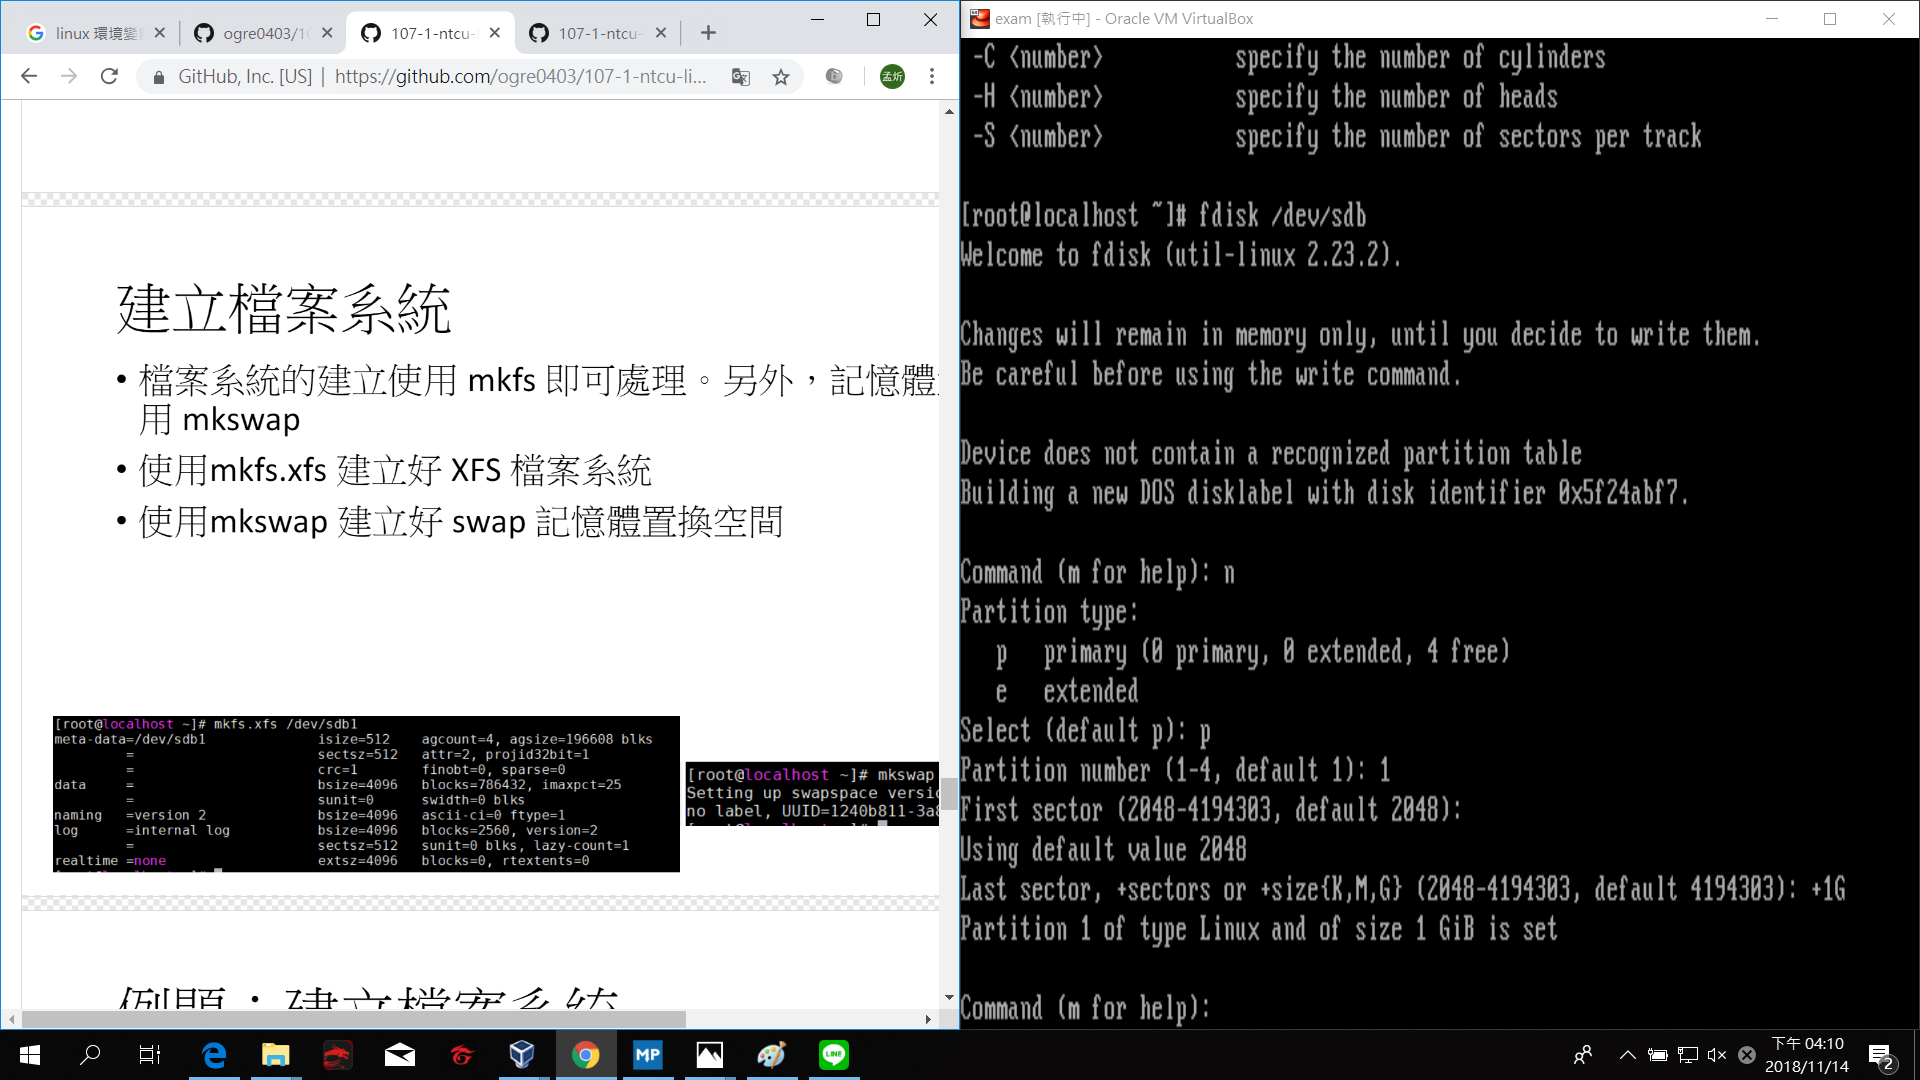 linux 環境變
ogre0403/10
107-1-ntcu-
107-1-ntcu-
GitHub, Inc. [US] | https://github.com/ogre0403/107-1-ntcu-li...
孟炘
建立檔案系統
• 檔案系統的建立使用 mkfs 即可處理。另外，記憶體
用 mkswap
• 使用mkfs.xfs 建立好 XFS 檔案系統
• 使用mkswap 建立好 swap 記憶體置換空間
[root@localhost ~]# mkfs.xfs /dev/sdb1
meta-data=/dev/sdb1 isize=512 agcount=4, agsize=196608 blks
= sectsz=512 attr=2, projid32bit=1
= crc=1 finobt=0, sparse=0
data = bsize=4096 blocks=786432, imaxpct=25
= sunit=0 swidth=0 blks
naming =version 2 bsize=4096 ascii-ci=0 ftype=1
log =internal log bsize=4096 blocks=2560, version=2
= sectsz=512 sunit=0 blks, lazy-count=1
realtime =none extsz=4096 blocks=0, rtextents=0
[root@localhost ~]# mkswap
Setting up swapspace versi
no label, UUID=1240b811-3a8
例題：建立檔案系統
exam [執行中] - Oracle VM VirtualBox
-C <number> specify the number of cylinders
-H <number> specify the number of heads
-S <number> specify the number of sectors per track
[root@localhost ~]# fdisk /dev/sdb
Welcome to fdisk (util-linux 2.23.2).
Changes will remain in memory only, until you decide to write them.
Be careful before using the write command.
Device does not contain a recognized partition table
Building a new DOS disklabel with disk identifier 0x5f24abf7.
Command (m for help): n
Partition type:
p primary (0 primary, 0 extended, 4 free)
e extended
Select (default p): p
Partition number (1-4, default 1): 1
First sector (2048-4194303, default 2048):
Using default value 2048
Last sector, +sectors or +size{K,M,G} (2048-4194303, default 4194303): +1G
Partition 1 of type Linux and of size 1 GiB is set
Command (m for help):
MP
LINE
下午 04:10
2018/11/14
2